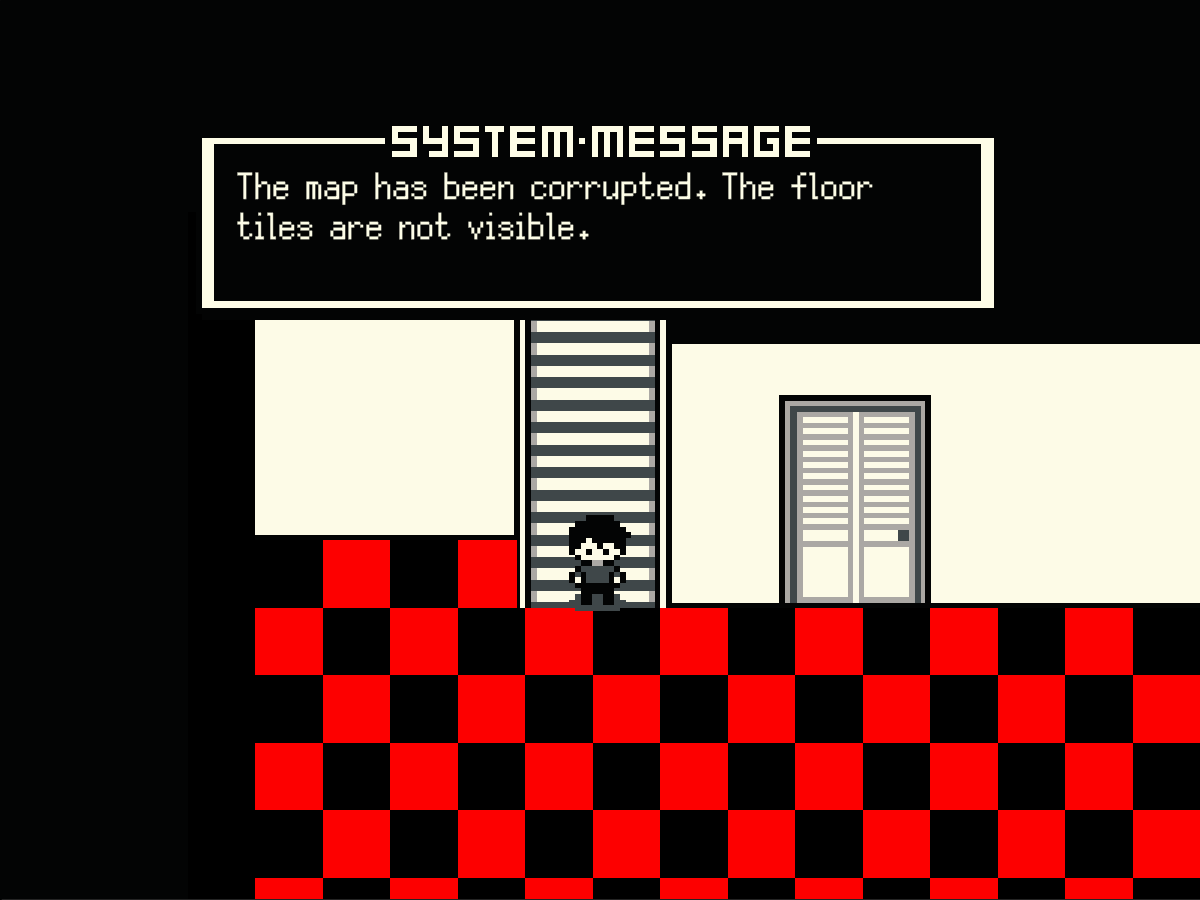 SYSTEM·MESSAGE
The map has been corrupted. The floor
tiles are not visible.